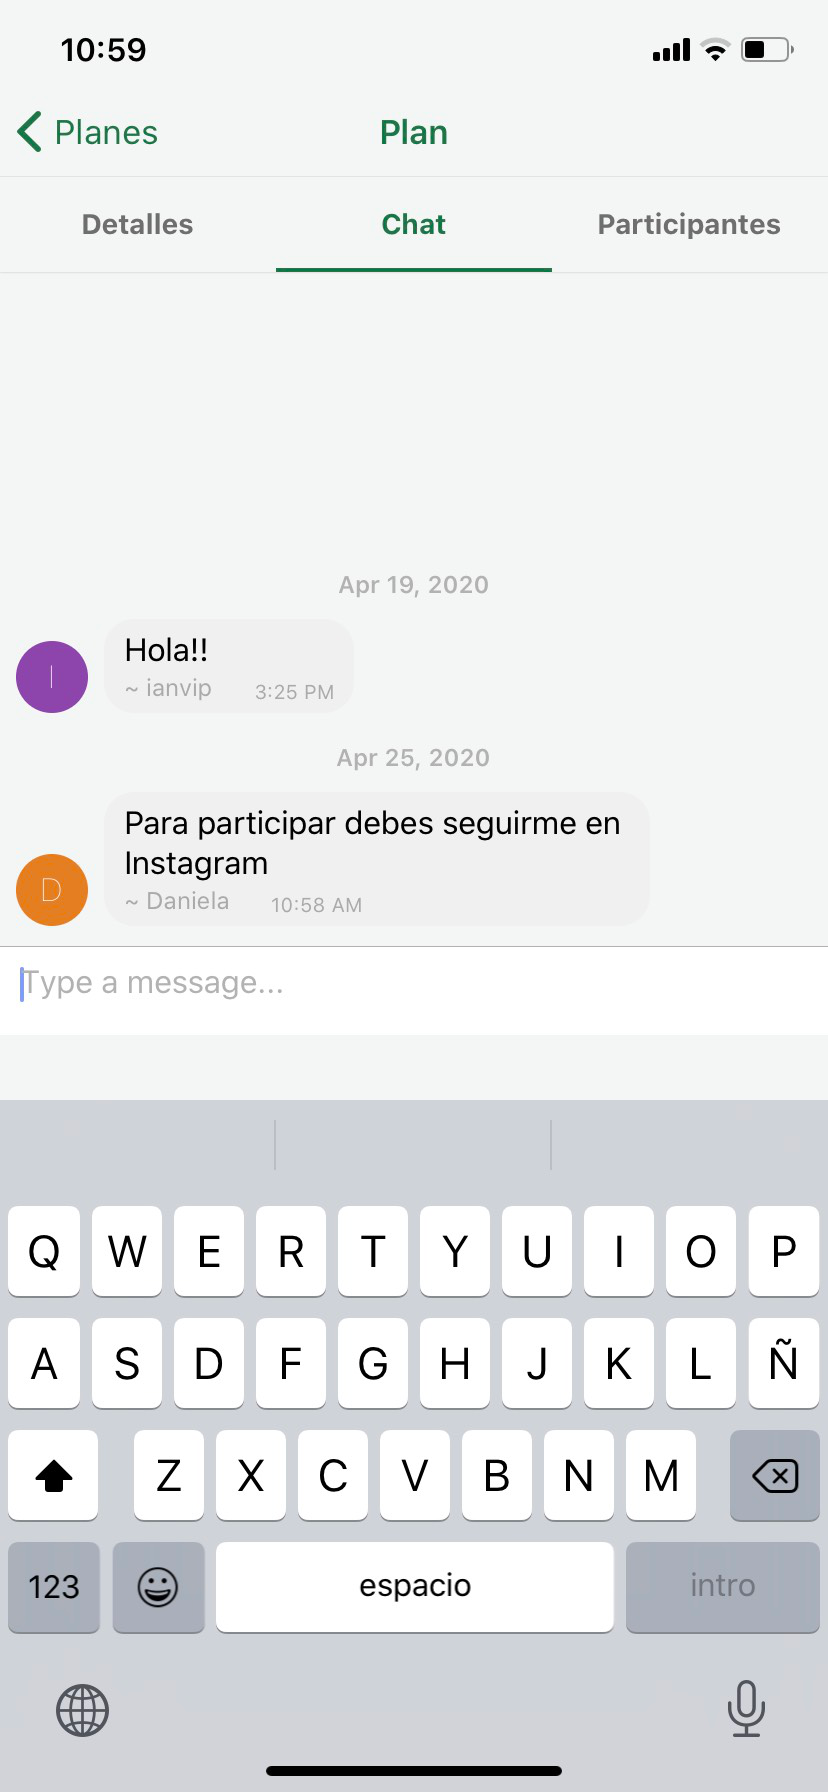 10:59
Planes
Plan
Detalles
Chat
Participantes
Apr 19, 2020
I
Hola!!
~ ianvip
3:25 PM
Apr 25, 2020
D
Para participar debes seguirme en
Instagram
~ Daniela
10:58 AM
Type a message...
Q W E R T Y U I O P
A S D F G H J K L Ñ
Z X C V B N M
123
espacio
intro